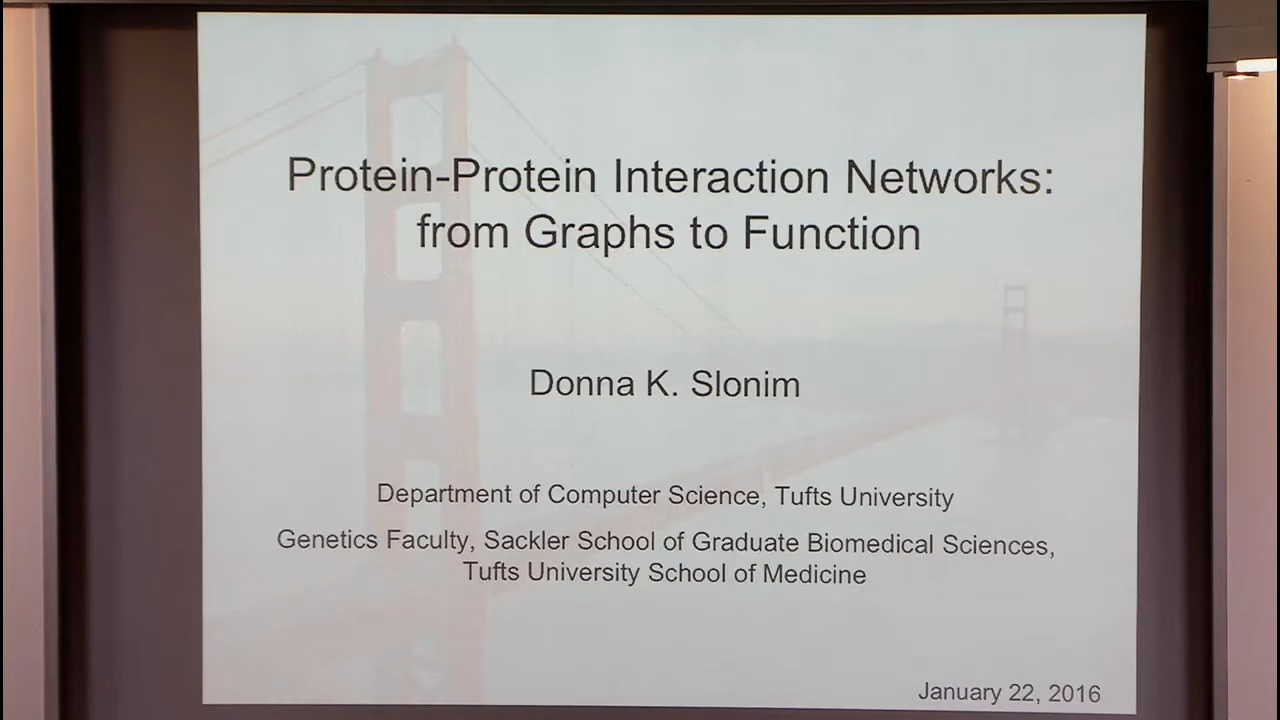 Protein-Protein Interaction Networks:
from Graphs to Function
Donna K. Slonim
Department of Computer Science, Tufts University
Genetics Faculty, Sackler School of Graduate Biomedical Sciences,
Tufts University School of Medicine
January 22, 2016